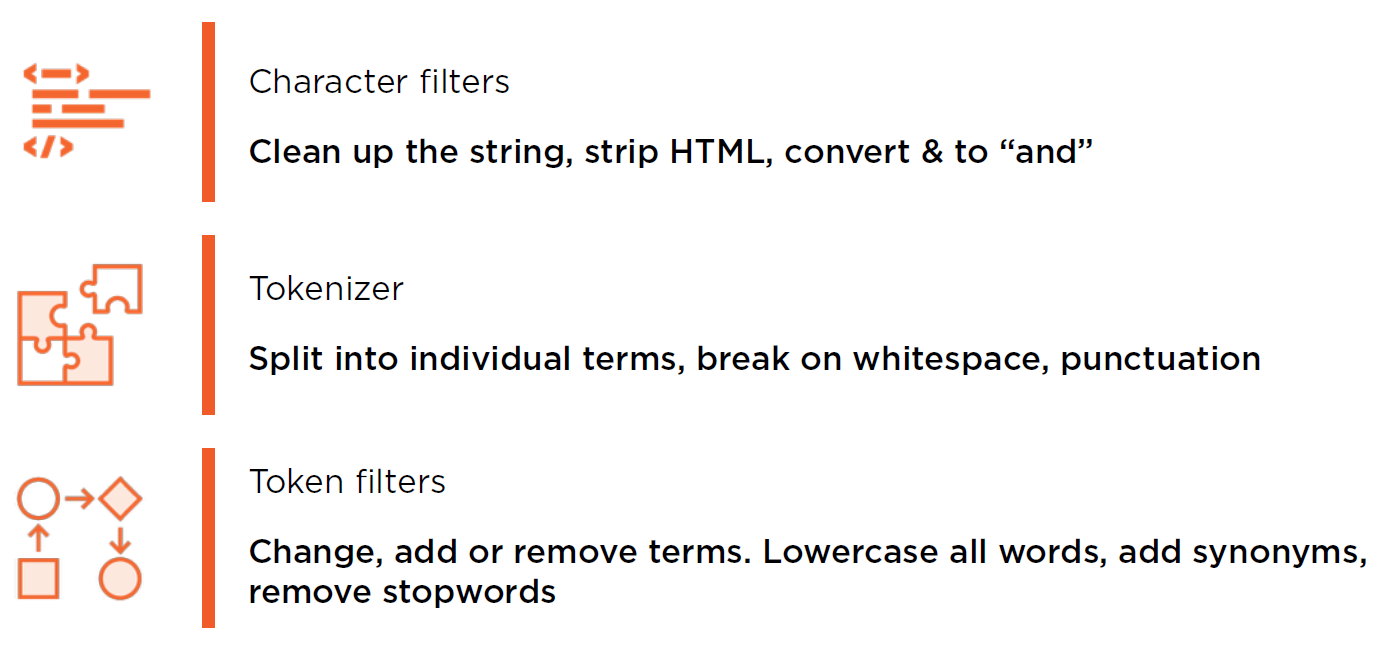 Character filters
Clean up the string, strip HTML, convert & to “and”
Tokenizer
Split into individual terms, break on whitespace, punctuation
Token filters
Change, add or remove terms. Lowercase all words, add synonyms,
remove stopwords